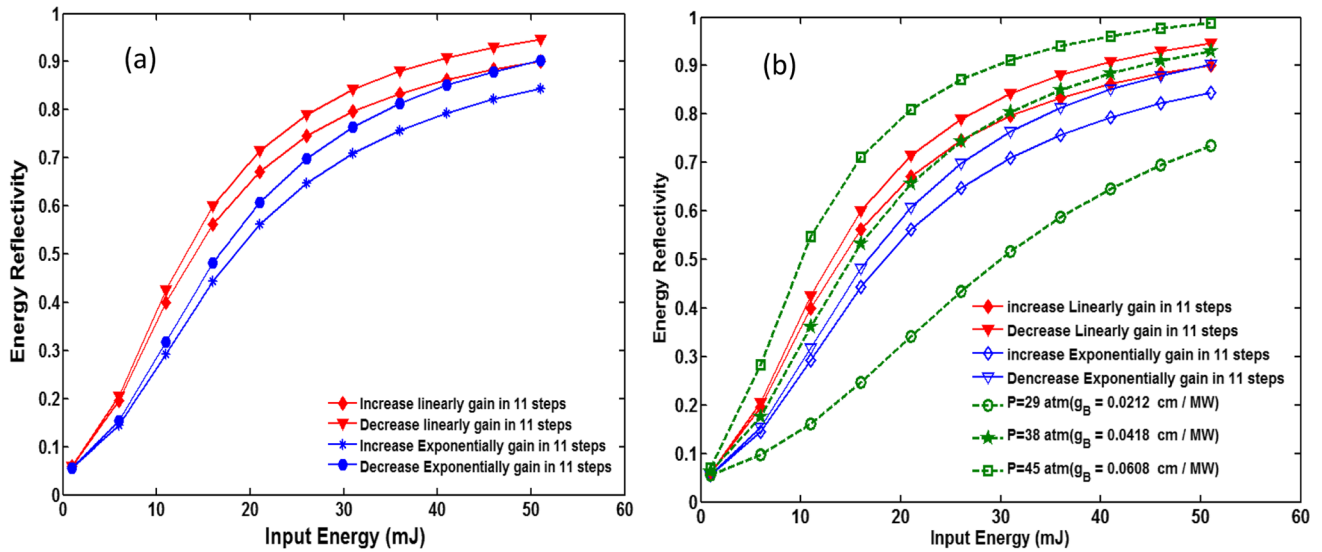 (a)
Energy Reflectivity
1
0.9
0.8
0.7
0.6
0.5
0.4
0.3
0.2
0.1
0
Increase linearly gain in 11 steps
Decrease linearly gain in 11 steps
Increase Exponentially gain in 11 steps
Decrease Exponentially gain in 11 steps
0 10 20 30 40 50 60
Input Energy (mJ)
(b)
Energy Reflectivity
1
0.9
0.8
0.7
0.6
0.5
0.4
0.3
0.2
0.1
0
increase Linearly gain in 11 steps
Decrease Linearly gain in 11 steps
increase Exponentially gain in 11 steps
Dencrease Exponentially gain in 11 steps
P=29 atm(g_B = 0.0212 cm / MW)
P=38 atm(g_B = 0.0418 cm / MW)
P=45 atm(g_B = 0.0608 cm / MW)
0 10 20 30 40 50 60
Input Energy (mJ)